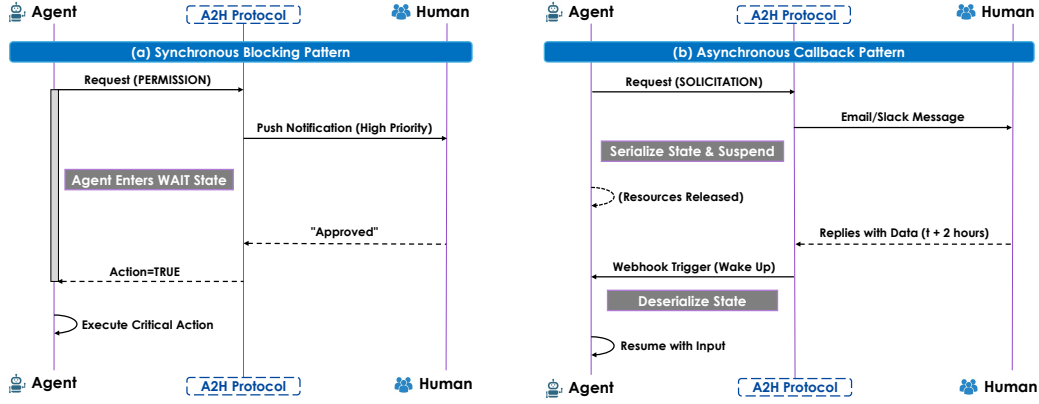 Agent
A2H Protocol
Human
(a) Synchronous Blocking Pattern
Request (PERMISSION)
Push Notification (High Priority)
Agent Enters WAIT State
"Approved"
Action=TRUE
Execute Critical Action
Agent
A2H Protocol
Human
Agent
A2H Protocol
Human
(b) Asynchronous Callback Pattern
Request (SOLICITATION)
Email/Slack Message
Serialize State & Suspend
(Resources Released)
Replies with Data (t + 2 hours)
Webhook Trigger (Wake Up)
Deserialize State
Resume with Input
Agent
A2H Protocol
Human